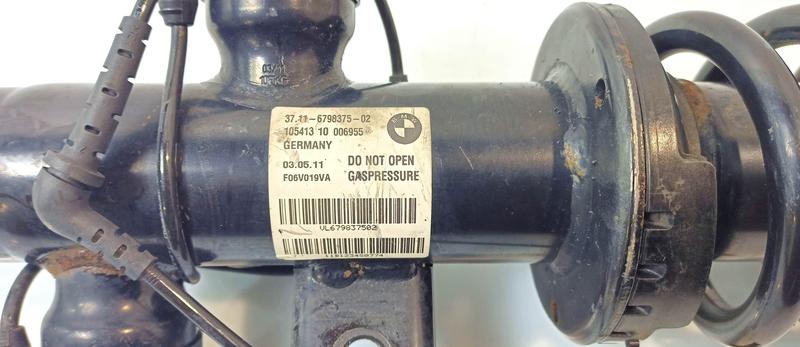 37.11-6798375-02
105413 10 006955
GERMANY
03.05.11 DO NOT OPEN
F06V019VA GASPRESSURE
VL679837502